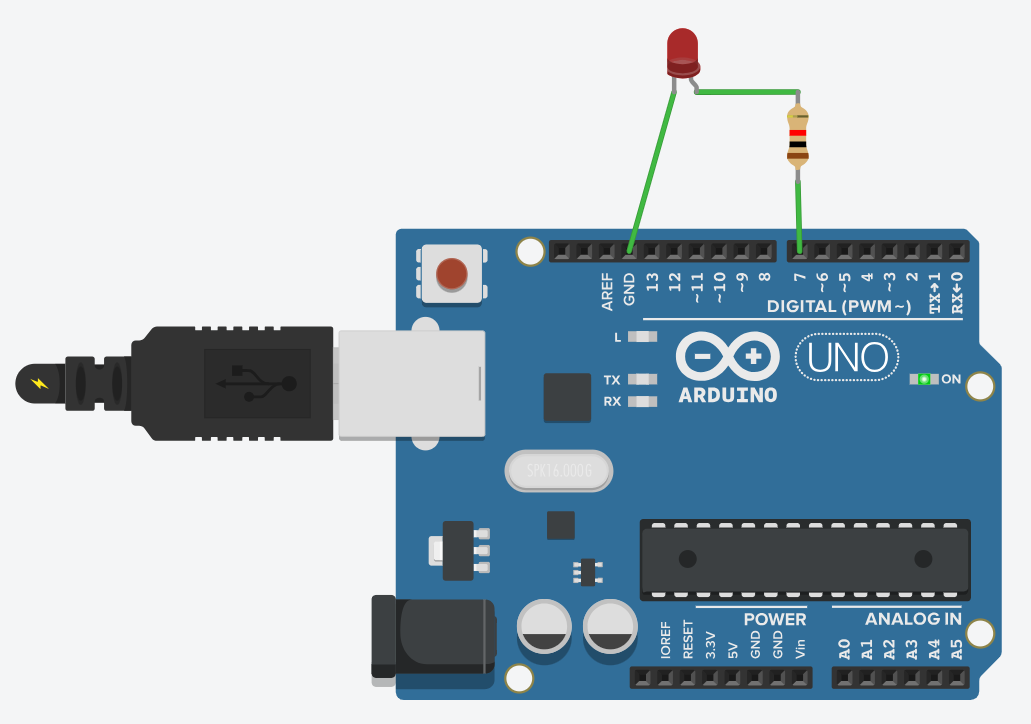 AREF
GND
13
12
~11
~10
~9
8
7
~6
~5
4
~3
2
TX→1
RX←0
DIGITAL (PWM~)
L
TX
RX
ARDUINO
UNO
ON
SPK16.000G
POWER
ANALOG IN
IOREF
RESET
3.3V
5V
GND
GND
Vin
A0
A1
A2
A3
A4
A5